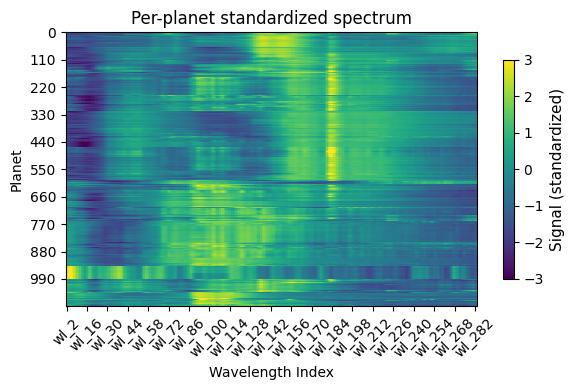 Per-planet standardized spectrum
Planet
0
110
220
330
440
550
660
770
880
990
wl_2
wl_16
wl_30
wl_44
wl_58
wl_72
wl_86
wl_100
wl_114
wl_128
wl_142
wl_156
wl_170
wl_184
wl_198
wl_212
wl_226
wl_240
wl_254
wl_268
wl_282
Wavelength Index
3
2
1
0
−1
−2
−3
Signal (standardized)